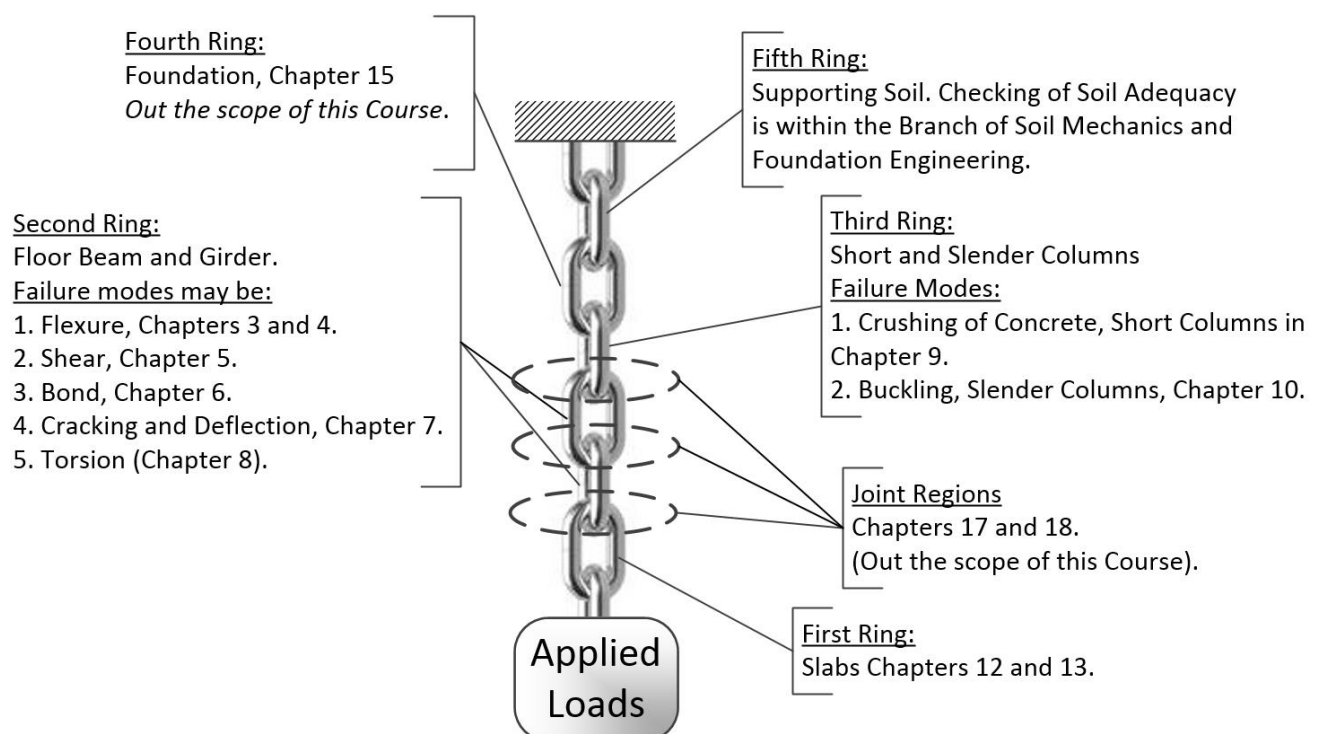 Fourth Ring:
Foundation, Chapter 15
Out the scope of this Course.
Fifth Ring:
Supporting Soil. Checking of Soil Adequacy
is within the Branch of Soil Mechanics and
Foundation Engineering.
Second Ring:
Floor Beam and Girder.
Failure modes may be:
1. Flexure, Chapters 3 and 4.
2. Shear, Chapter 5.
3. Bond, Chapter 6.
4. Cracking and Deflection, Chapter 7.
5. Torsion (Chapter 8).
Third Ring:
Short and Slender Columns
Failure Modes:
1. Crushing of Concrete, Short Columns in
Chapter 9.
2. Buckling, Slender Columns, Chapter 10.
Joint Regions
Chapters 17 and 18.
(Out the scope of this Course).
First Ring:
Slabs Chapters 12 and 13.
Applied
Loads